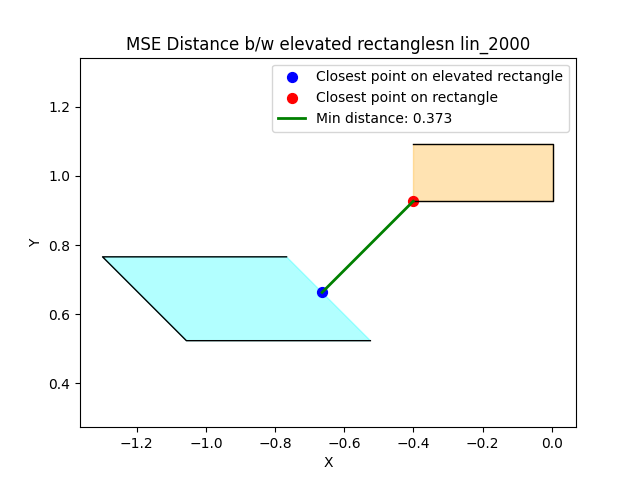 MSE Distance b/w elevated rectanglesn lin_2000
Closest point on elevated rectangle
Closest point on rectangle
Min distance: 0.373
1.2
1.0
0.8
0.6
0.4
Y
−1.2
−1.0
−0.8
−0.6
−0.4
−0.2
0.0
X